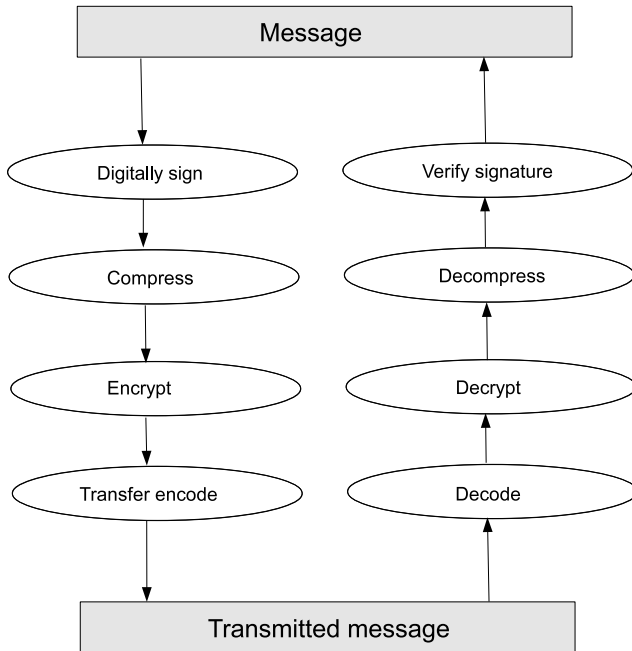 Message
Digitally sign
Compress
Encrypt
Transfer encode
Verify signature
Decompress
Decrypt
Decode
Transmitted message